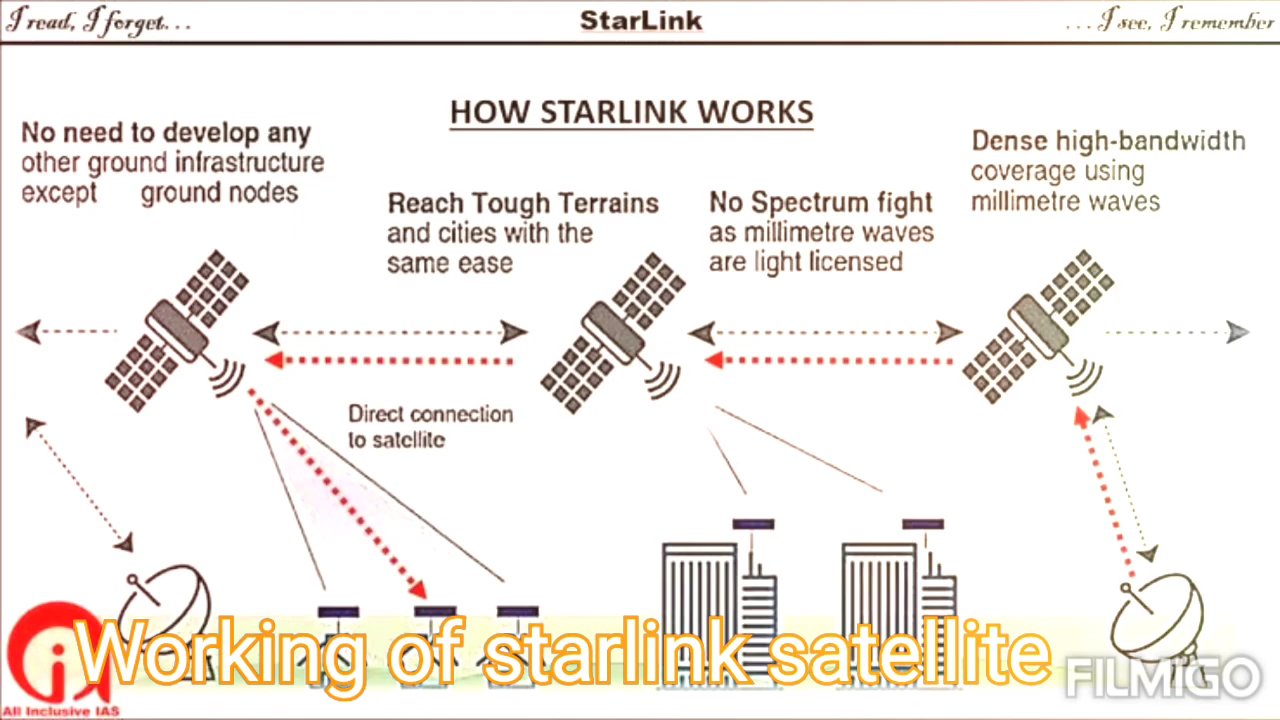 I read, I forget. . .
StarLink
. . . I see, I remember
HOW STARLINK WORKS
No need to develop any
other ground infrastructure
except ground nodes
Reach Tough Terrains
and cities with the
same ease
No Spectrum fight
as millimetre waves
are light licensed
Dense high-bandwidth
coverage using
millimetre waves
Direct connection
to satellite
Working of starlink satellite
All Inclusive IAS
FILMIGO